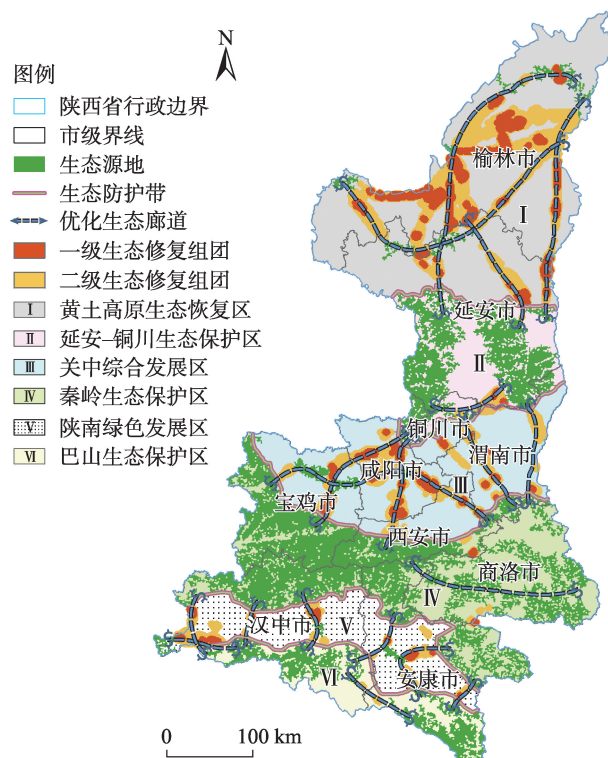 N
图例
陕西省行政边界
市级界线
生态源地
生态防护带
优化生态廊道
一级生态修复组团
二级生态修复组团
Ⅰ 黄土高原生态恢复区
Ⅱ 延安–铜川生态保护区
Ⅲ 关中综合发展区
Ⅳ 秦岭生态保护区
Ⅴ 陕南绿色发展区
Ⅵ 巴山生态保护区
榆林市
Ⅰ
延安市
Ⅱ
铜川市
渭南市
咸阳市
Ⅲ
宝鸡市
西安市
商洛市
Ⅳ
汉中市
Ⅴ
安康市
Ⅵ
0 100 km